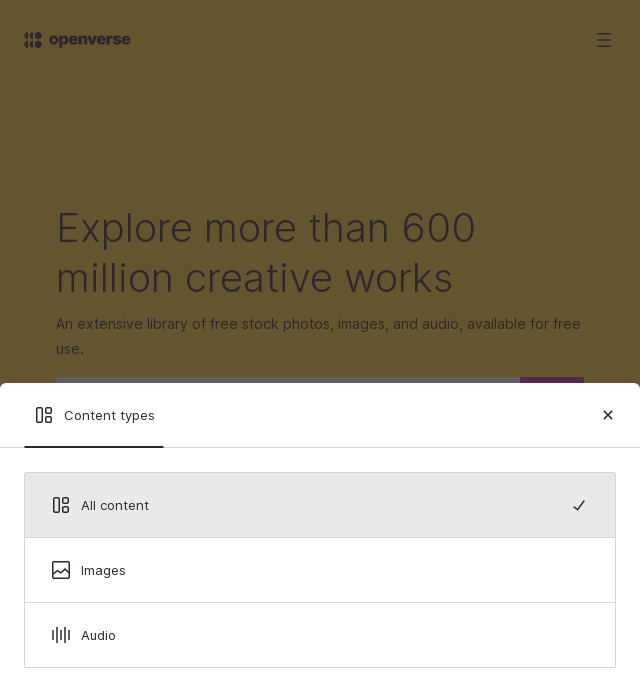 openverse
Explore more than 600
million creative works
An extensive library of free stock photos, images, and audio, available for free
use.
Content types
All content
Images
Audio